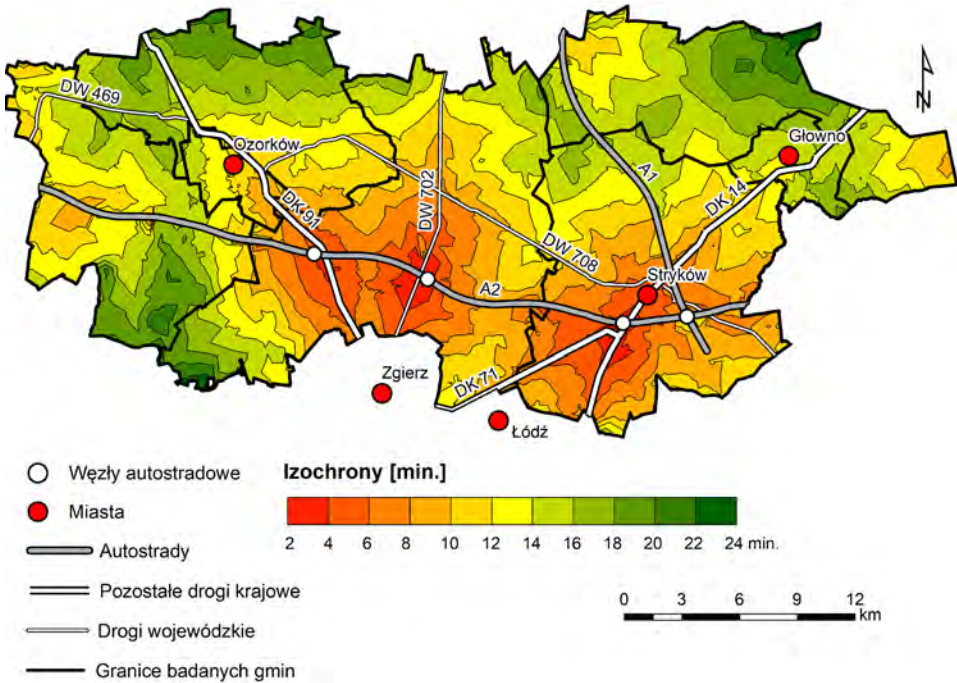 DW 469
Ozorków
Głowno
A1
DW 702
DK 14
DK 91
DW 708
Stryków
A2
Zgierz
DK 71
Łódź
N
Węzły autostradowe
Miasta
Autostrady
Pozostałe drogi krajowe
Drogi wojewódzkie
Granice badanych gmin
Izochrony [min.]
2 4 6 8 10 12 14 16 18 20 22 24 min.
0 3 6 9 12
km